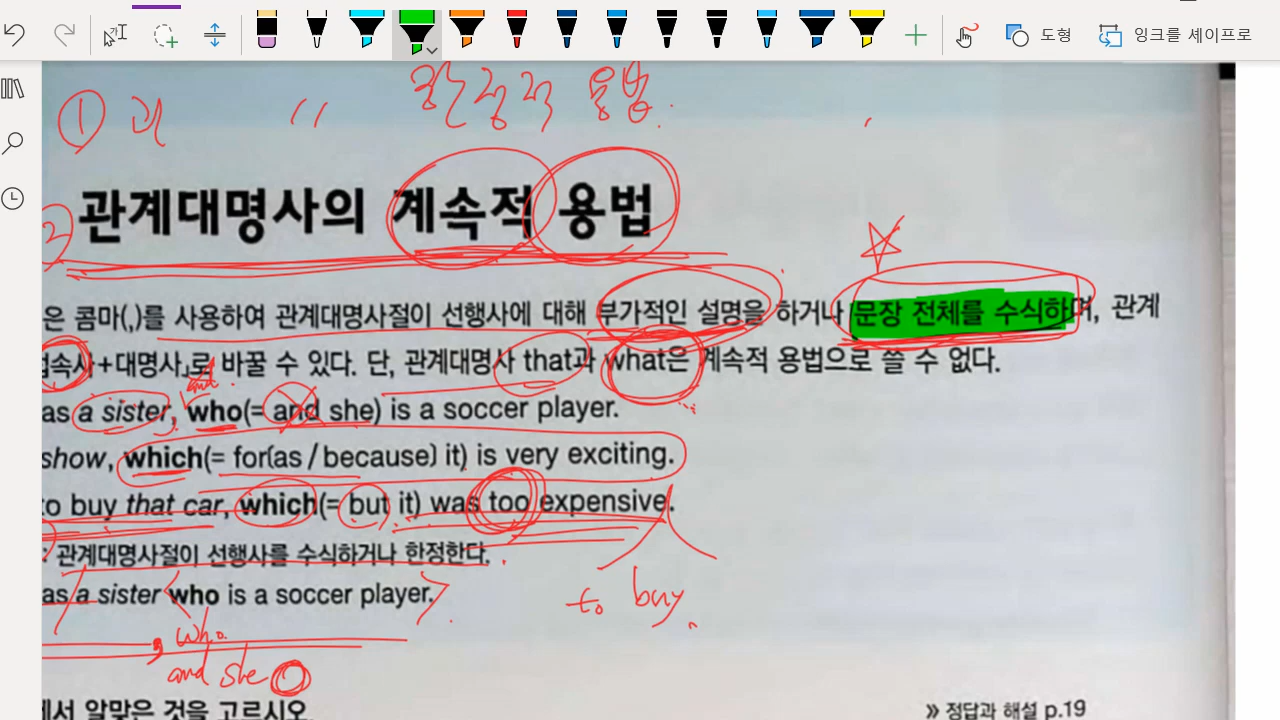 도형 잉크를 셰이프로
① 관 " 한정적 용법.
② 관계대명사의 계속적 용법
은 콤마(,)를 사용하여 관계대명사절이 선행사에 대해 부가적인 설명을 하거나 문장 전체를 수식하며, 관계
접속사+대명사」로 바꿀 수 있다. 단, 관계대명사 that과 what은 계속적 용법으로 쓸 수 없다.
and
as a sister, who(= and she) is a soccer player.
show, which(= for(as / because) it) is very exciting.
to buy that car, which(= but it) was too expensive.
: 관계대명사절이 선행사를 수식하거나 한정한다.
as a sister who is a soccer player.
to buy
, who
and she
에서 알맞은 것을 고르시오.
» 정답과 해설 p.19